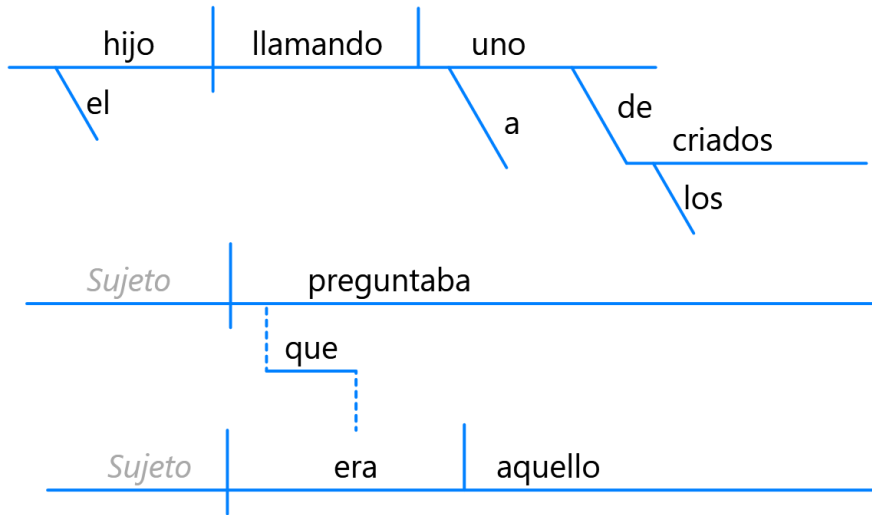 hijo llamando uno
el a de
criados
los
Sujeto preguntaba
que
Sujeto era aquello